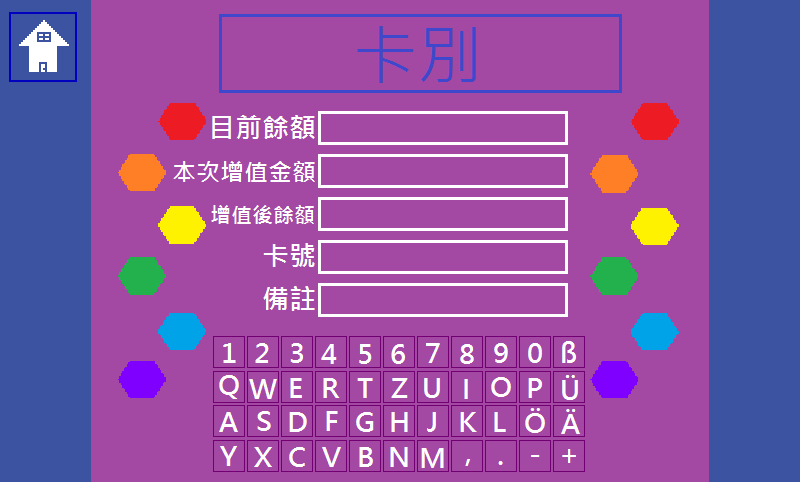 卡別
目前餘額
本次增值金額
增值後餘額
卡號
備註
1 2 3 4 5 6 7 8 9 0 ß
Q W E R T Z U I O P Ü
A S D F G H J K L Ö Ä
Y X C V B N M , . - +